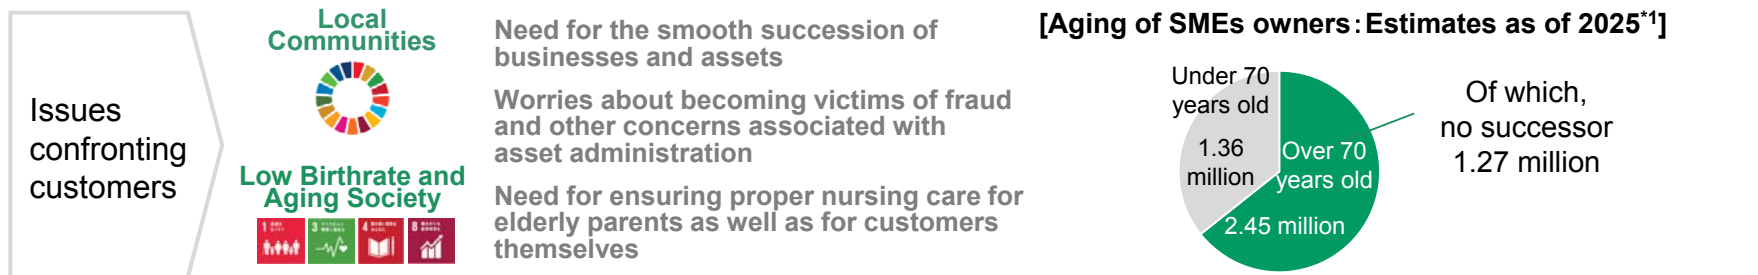 Issues
confronting
customers
Local
Communities
Low Birthrate and
Aging Society
1
3
4
8
Need for the smooth succession of
businesses and assets
Worries about becoming victims of fraud
and other concerns associated with
asset administration
Need for ensuring proper nursing care for
elderly parents as well as for customers
themselves
[Aging of SMEs owners：Estimates as of 2025*1]
Under 70
years old
1.36
million
Over 70
years old
2.45 million
Of which,
no successor
1.27 million